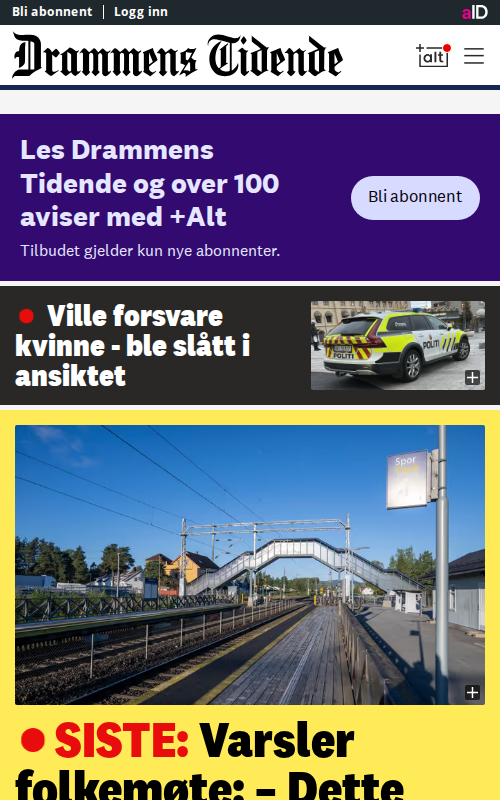 Bli abonnent
Logg inn
aID
Drammens Tidende
+alt
Les Drammens
Tidende og over 100
aviser med +Alt
Tilbudet gjelder kun nye abonnenter.
Bli abonnent
Ville forsvare
kvinne - ble slått i
ansiktet
POLITI
POLITI
Spor
SISTE: Varsler
folkemøte: – Dette